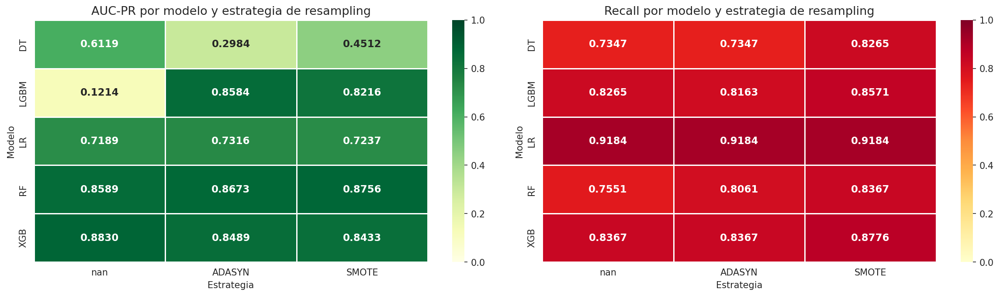 AUC-PR por modelo y estrategia de resampling
Modelo
DT 0.6119 0.2984 0.4512
LGBM 0.1214 0.8584 0.8216
LR 0.7189 0.7316 0.7237
RF 0.8589 0.8673 0.8756
XGB 0.8830 0.8489 0.8433
nan ADASYN SMOTE
Estrategia
1.0
0.8
0.6
0.4
0.2
0.0
Recall por modelo y estrategia de resampling
Modelo
DT 0.7347 0.7347 0.8265
LGBM 0.8265 0.8163 0.8571
LR 0.9184 0.9184 0.9184
RF 0.7551 0.8061 0.8367
XGB 0.8367 0.8367 0.8776
nan ADASYN SMOTE
Estrategia
1.0
0.8
0.6
0.4
0.2
0.0